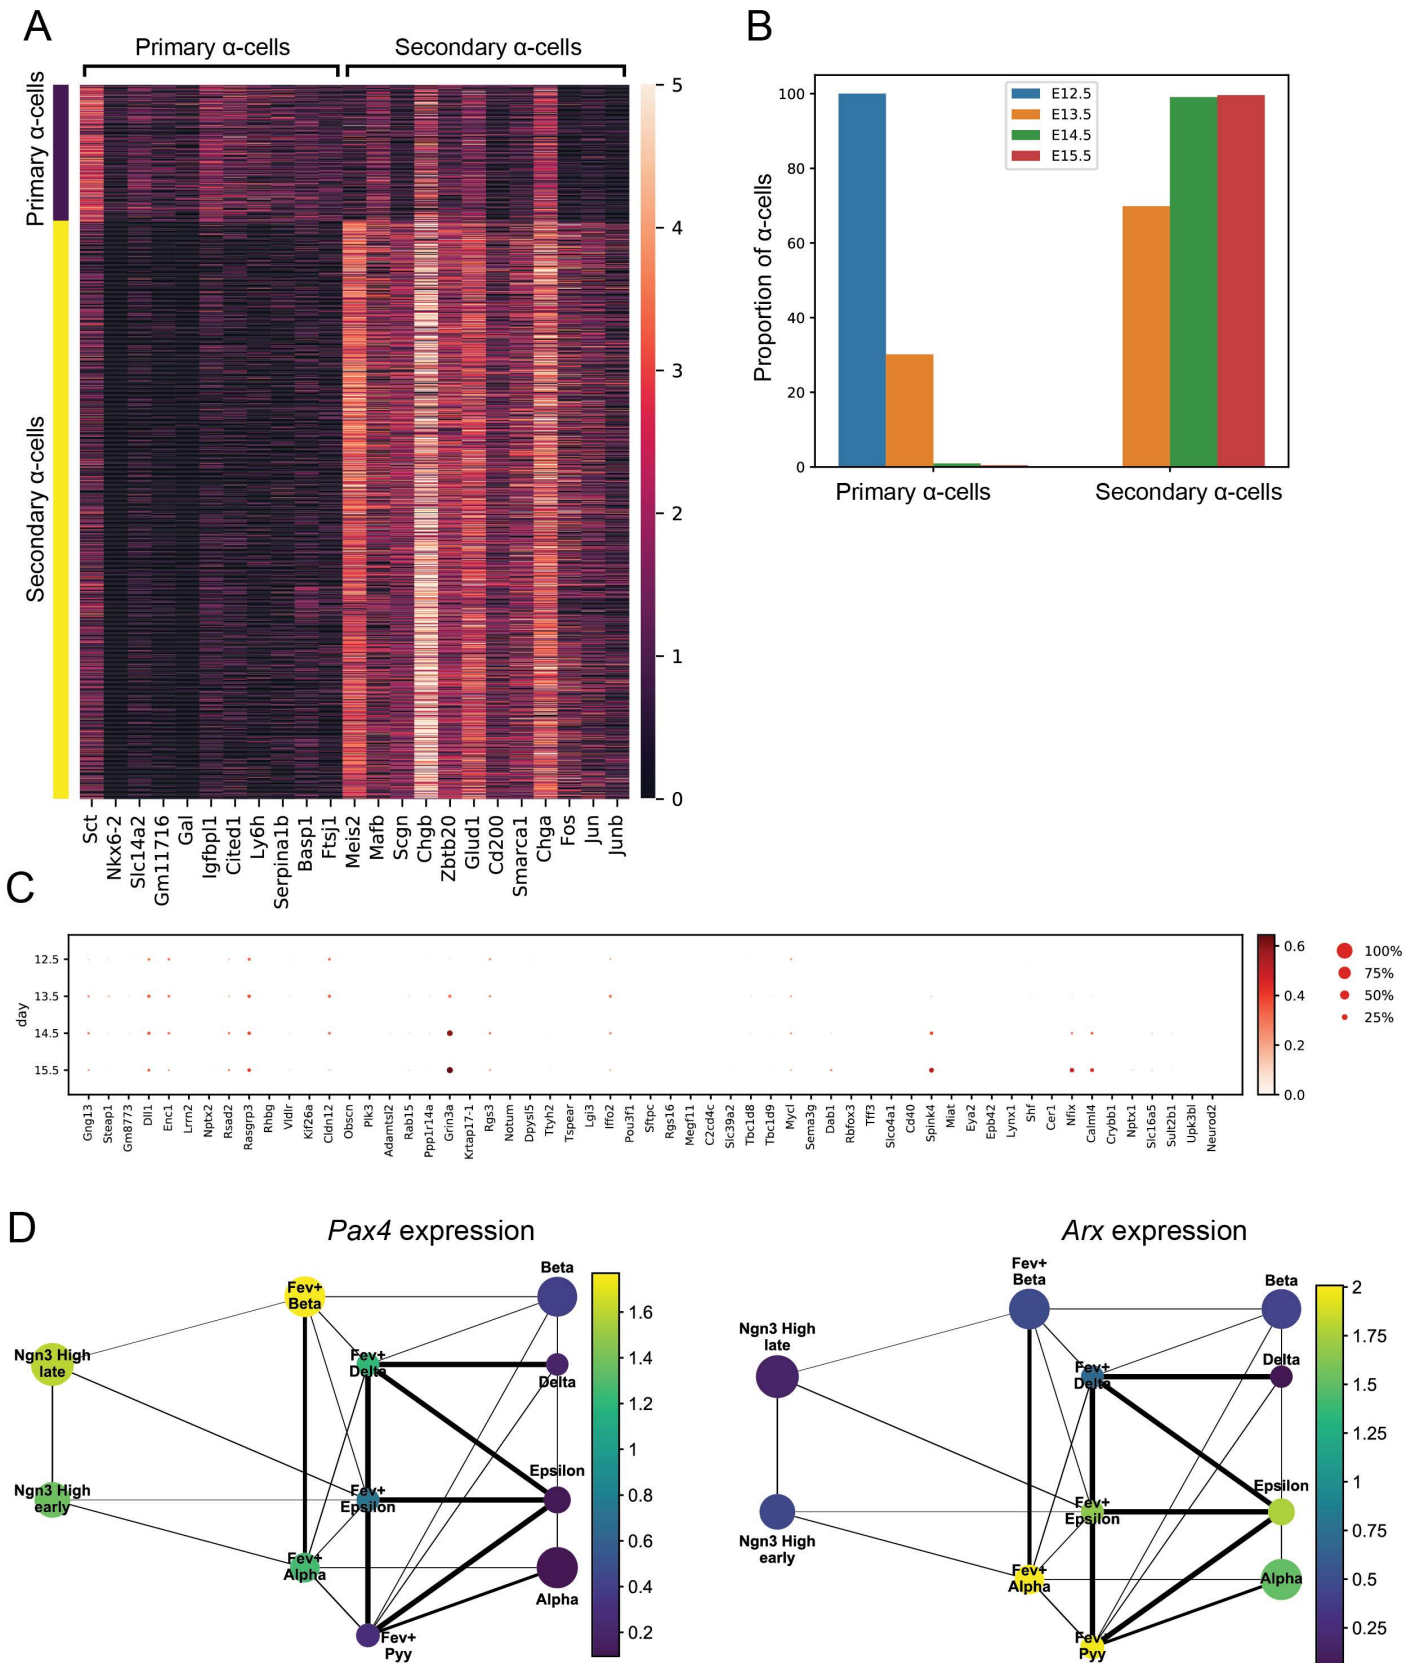 A
Primary α-cells
Secondary α-cells
Primary α-cells
Secondary α-cells
5
4
3
2
1
0
Sct
Nkx6-2
Slc14a2
Gm11716
Gal
Igfbpl1
Cited1
Ly6h
Serpina1b
Basp1
Ftsj1
Meis2
Mafb
Scgn
Chgb
Zbtb20
Glud1
Cd200
Smarca1
Chga
Fos
Jun
Junb
B
Proportion of α-cells
100
80
60
40
20
0
E12.5
E13.5
E14.5
E15.5
Primary α-cells
Secondary α-cells
C
day
12.5
13.5
14.5
15.5
Gng13
Steap1
Gm8773
Dll1
Enc1
Lrrn2
Nptx2
Rsad2
Rasgrp3
Rhbg
Vldlr
Kif26a
Cldn12
Obscn
Plk3
Adamtsl2
Rab15
Ppp1r14a
Grin3a
Krtap17-1
Rgs3
Notum
Dpysl5
Ttyh2
Tspear
Lgi3
Iffo2
Pou3f1
Sftpc
Rgs16
Megf11
C2cd4c
Slc39a2
Tbc1d8
Tbc1d9
Mycl
Sema3g
Dab1
Rbfox3
Tff3
Slco4a1
Cd40
Spink4
Miat
Eya2
Epb42
Lynx1
Shf
Cer1
Nfix
Calml4
Crybb1
Nptx1
Slc16a5
Sult2b1
Upk3bl
Neurod2
0.6
0.4
0.2
0.0
100%
75%
50%
25%
D
Pax4 expression
Fev+
Beta
Beta
Ngn3 High
late
Fev+
Delta
Delta
Epsilon
Ngn3 High
early
Fev+
Epsilon
Fev+
Alpha
Alpha
Fev+
Pyy
1.6
1.4
1.2
1
0.8
0.6
0.4
0.2
Arx expression
Fev+
Beta
Beta
Ngn3 High
late
Delta
Fev+
Delta
Epsilon
Fev+
Epsilon
Ngn3 High
early
Fev+
Alpha
Alpha
Fev+
Pyy
2
1.75
1.5
1.25
1
0.75
0.5
0.25